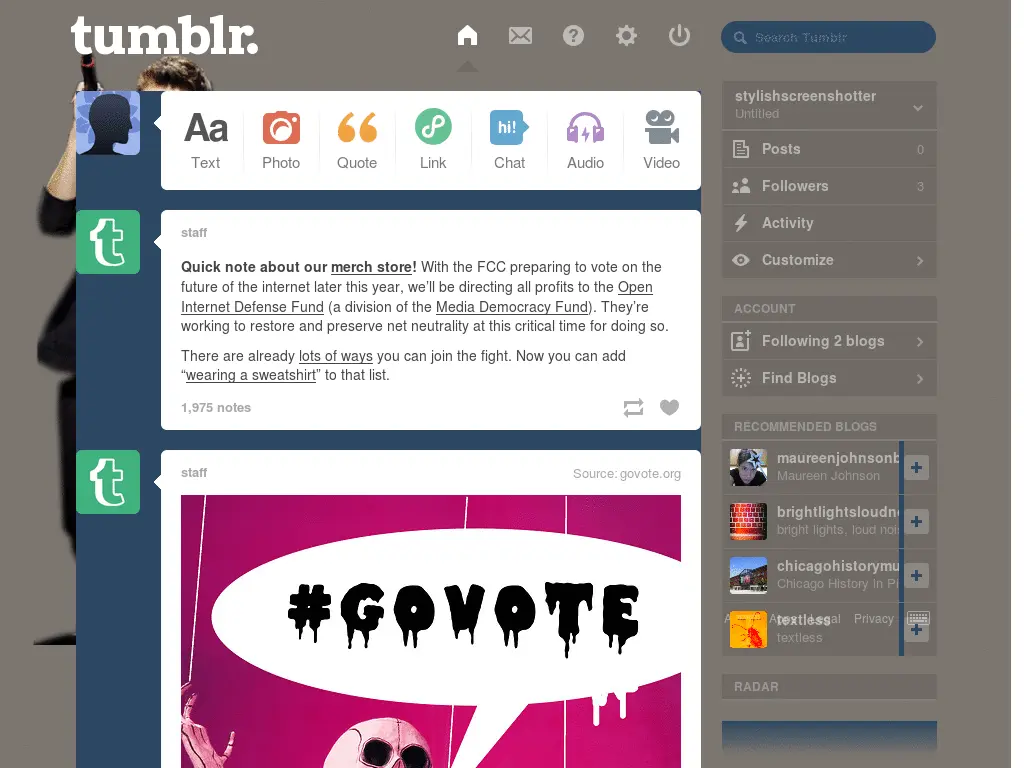 tumblr.
Search Tumblr
Aa
Text
Photo
Quote
Link
hi!
Chat
Audio
Video
staff
Quick note about our merch store! With the FCC preparing to vote on the
future of the internet later this year, we’ll be directing all profits to the Open
Internet Defense Fund (a division of the Media Democracy Fund). They’re
working to restore and preserve net neutrality at this critical time for doing so.
There are already lots of ways you can join the fight. Now you can add
“wearing a sweatshirt” to that list.
1,975 notes
staff
Source: govote.org
#GOVOTE
stylishscreenshotter
Untitled
Posts 0
Followers 3
Activity
Customize
ACCOUNT
Following 2 blogs
Find Blogs
RECOMMENDED BLOGS
maureenjohnsonb
Maureen Johnson
brightlightsloudn
bright lights, loud nois
chicagohistorymu
Chicago History in P
textless
Legal Privacy
textless
RADAR